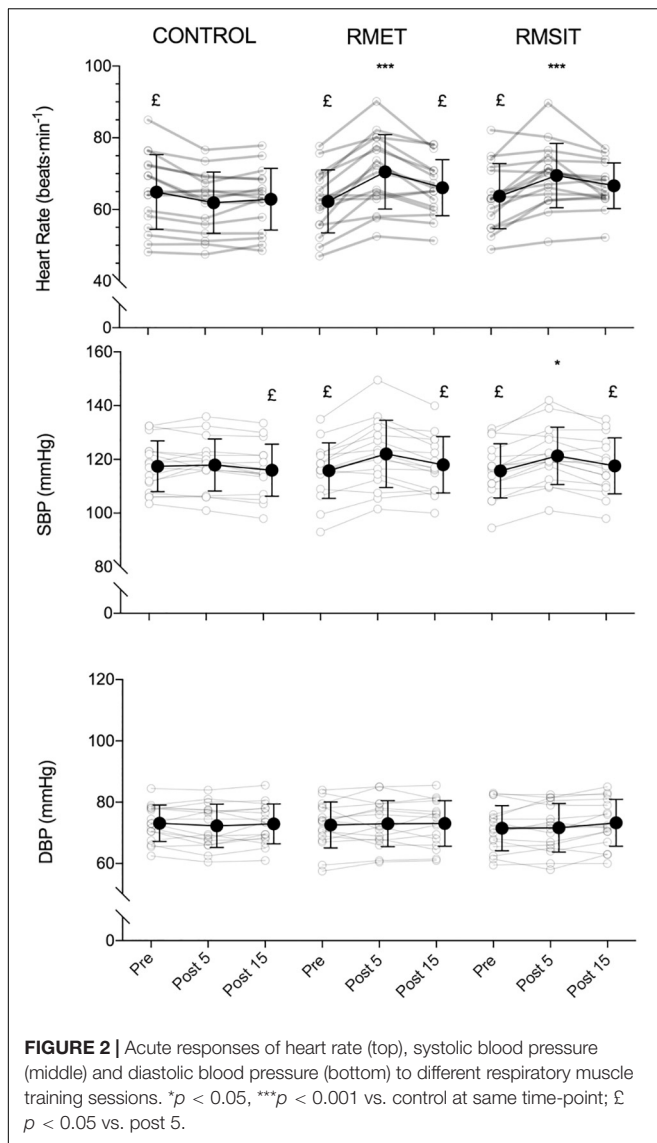 CONTROL RMET RMSIT
Heart Rate (beats·min⁻¹)
100
80
60
40
0
£ £ *** £ £ ***
SBP (mmHg)
160
140
120
100
80
0
£ £ £ £ * £
DBP (mmHg)
120
100
80
60
0
Pre Post 5 Post 15 Pre Post 5 Post 15 Pre Post 5 Post 15
FIGURE 2 | Acute responses of heart rate (top), systolic blood pressure
(middle) and diastolic blood pressure (bottom) to different respiratory muscle
training sessions. *p < 0.05, ***p < 0.001 vs. control at same time-point; £
p < 0.05 vs. post 5.